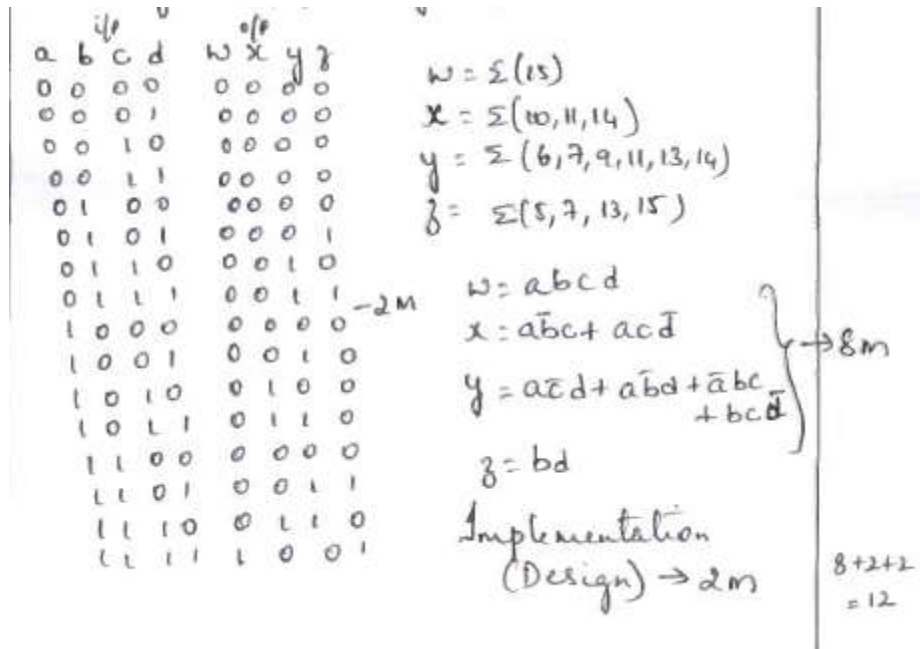 i/p o/p
a b c d w x y z
0 0 0 0 0 0 0 0
0 0 0 1 0 0 0 0
0 0 1 0 0 0 0 0
0 0 1 1 0 0 0 0
0 1 0 0 0 0 0 0
0 1 0 1 0 0 0 1
0 1 1 0 0 0 1 0
0 1 1 1 0 0 1 1 - 2M
1 0 0 0 0 0 0 0
1 0 0 1 0 0 1 0
1 0 1 0 0 1 0 0
1 0 1 1 0 1 1 0
1 1 0 0 0 0 0 0
1 1 0 1 0 0 1 1
1 1 1 0 0 1 1 0
1 1 1 1 1 0 0 1
w = Σ(15)
x = Σ(10, 11, 14)
y = Σ(6, 7, 9, 11, 13, 14)
z = Σ(5, 7, 13, 15)
w = abcd
x = ab̄c + acd̄
y = ac̄d + ab̄d + ābc
+ bcd̄
z = bd
→ 8m
Implementation
(Design) → 2m
8+2+2
= 12